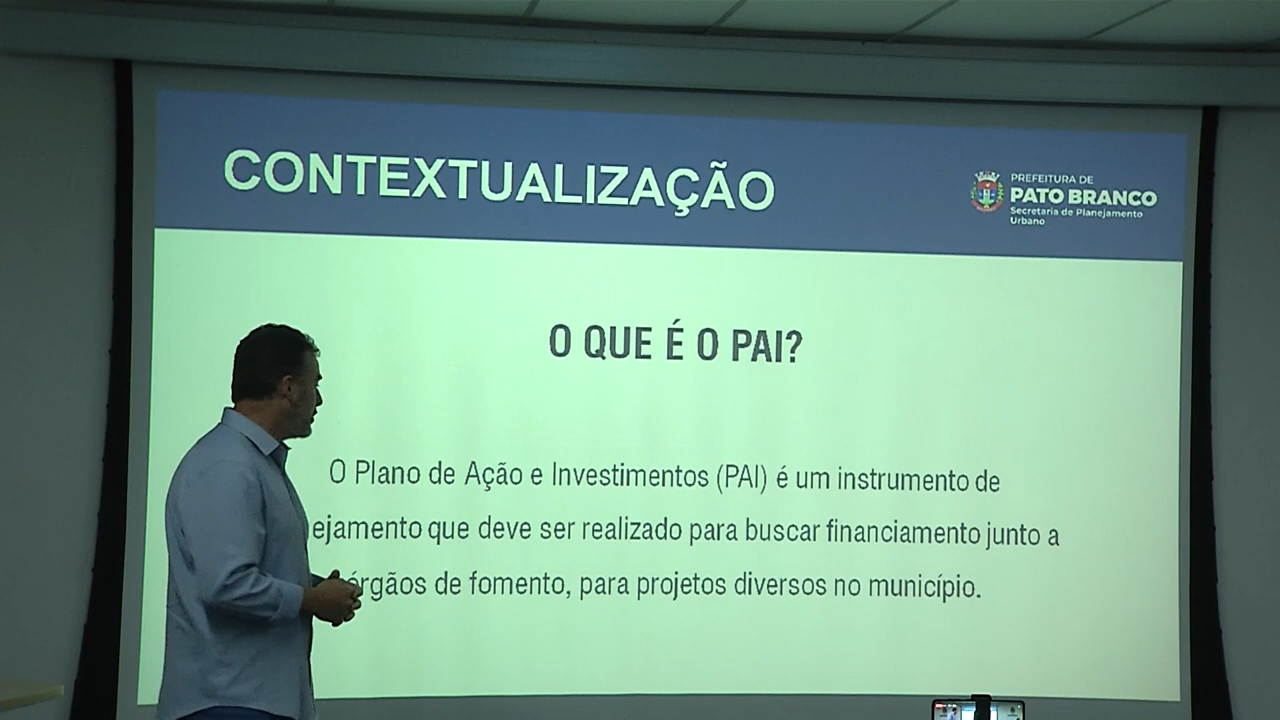 CONTEXTUALIZAÇÃO
PREFEITURA DE
PATO BRANCO
Secretaria de Planejamento
Urbano
O QUE É O PAI?
O Plano de Ação e Investimentos (PAI) é um instrumento de
ejamento que deve ser realizado para buscar financiamento junto a
órgãos de fomento, para projetos diversos no município.